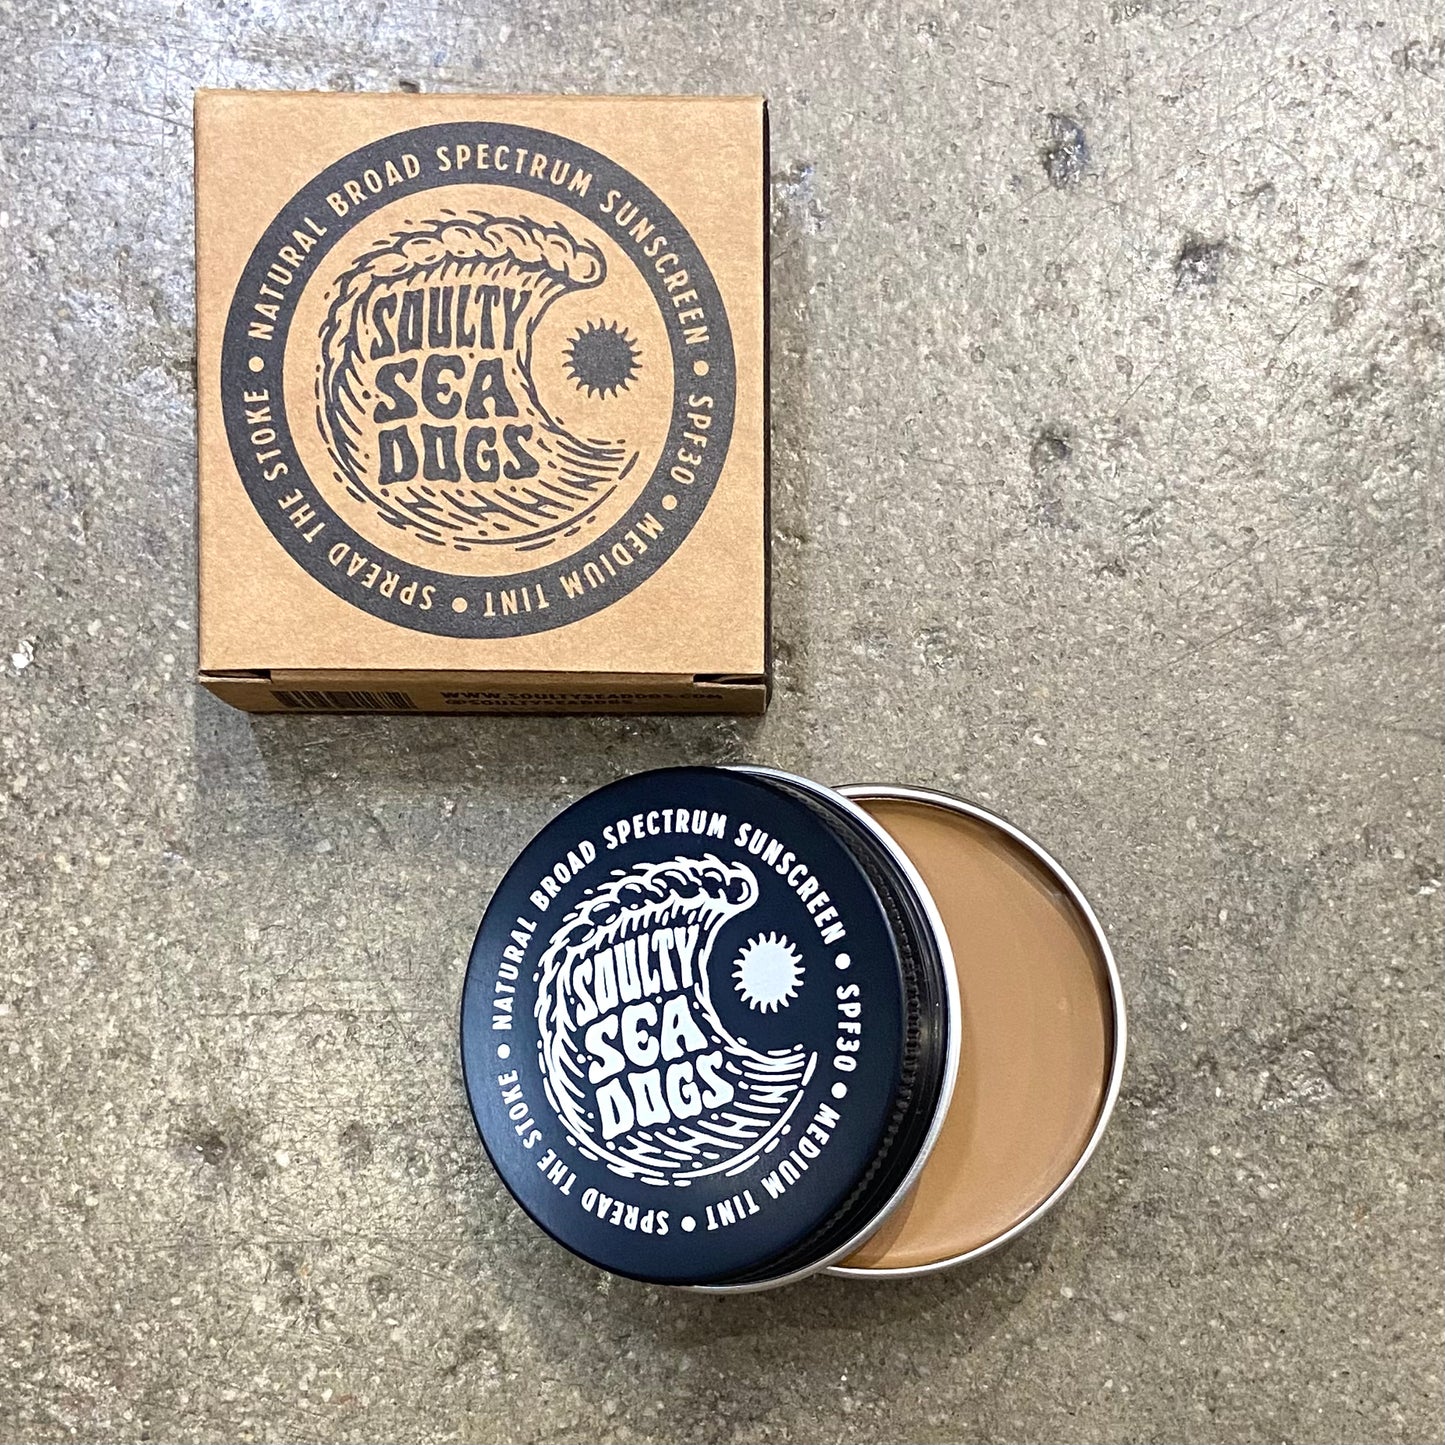 NATURAL BROAD SPECTRUM SUNSCREEN • SPF30 • MEDIUM TINT • SPREAD THE STOKE •
SOULTY
SEA
DOGS
WWW.SOULTYSEADOGS.COM
@SOULTYSEADOGS
NATURAL BROAD SPECTRUM SUNSCREEN • SPF30 • MEDIUM TINT • SPREAD THE STOKE •
SOULTY
SEA
DOGS